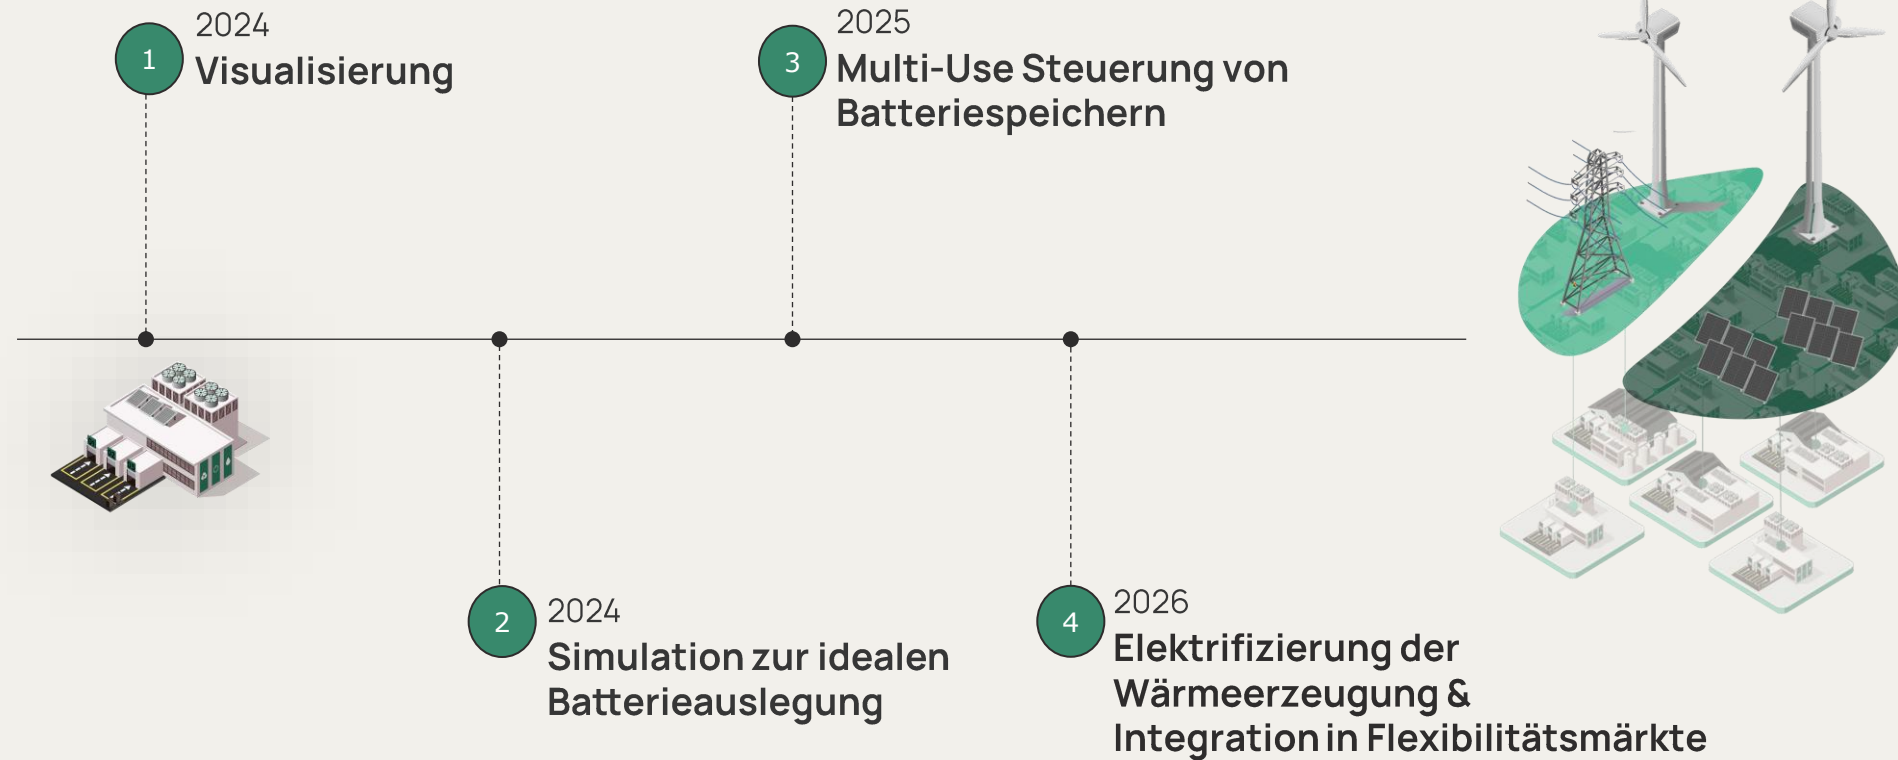 1
2024
Visualisierung
3
2025
Multi-Use Steuerung von
Batteriespeichern
2
2024
Simulation zur idealen
Batterieauslegung
4
2026
Elektrifizierung der
Wärmeerzeugung &
Integration in Flexibilitätsmärkte